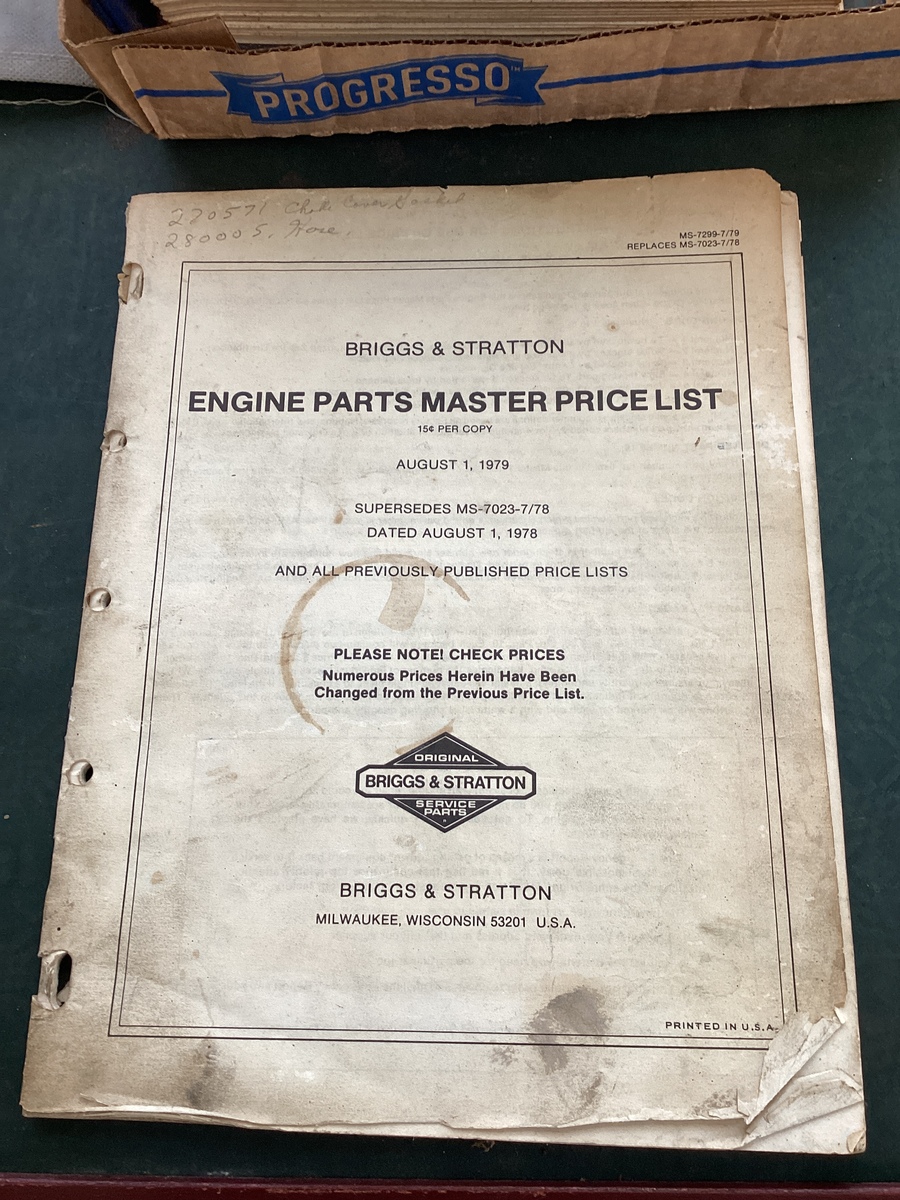 PROGRESSO™
220571 Choke Cover Gasket
280005, Hose,
MS-7299-7/79
REPLACES MS-7023-7/78
BRIGGS & STRATTON
ENGINE PARTS MASTER PRICE LIST
15¢ PER COPY
AUGUST 1, 1979
SUPERSEDES MS-7023-7/78
DATED AUGUST 1, 1978
AND ALL PREVIOUSLY PUBLISHED PRICE LISTS
PLEASE NOTE! CHECK PRICES
Numerous Prices Herein Have Been
Changed from the Previous Price List.
ORIGINAL
BRIGGS & STRATTON
SERVICE
PARTS
BRIGGS & STRATTON
MILWAUKEE, WISCONSIN 53201 U.S.A.
PRINTED IN U.S.A.